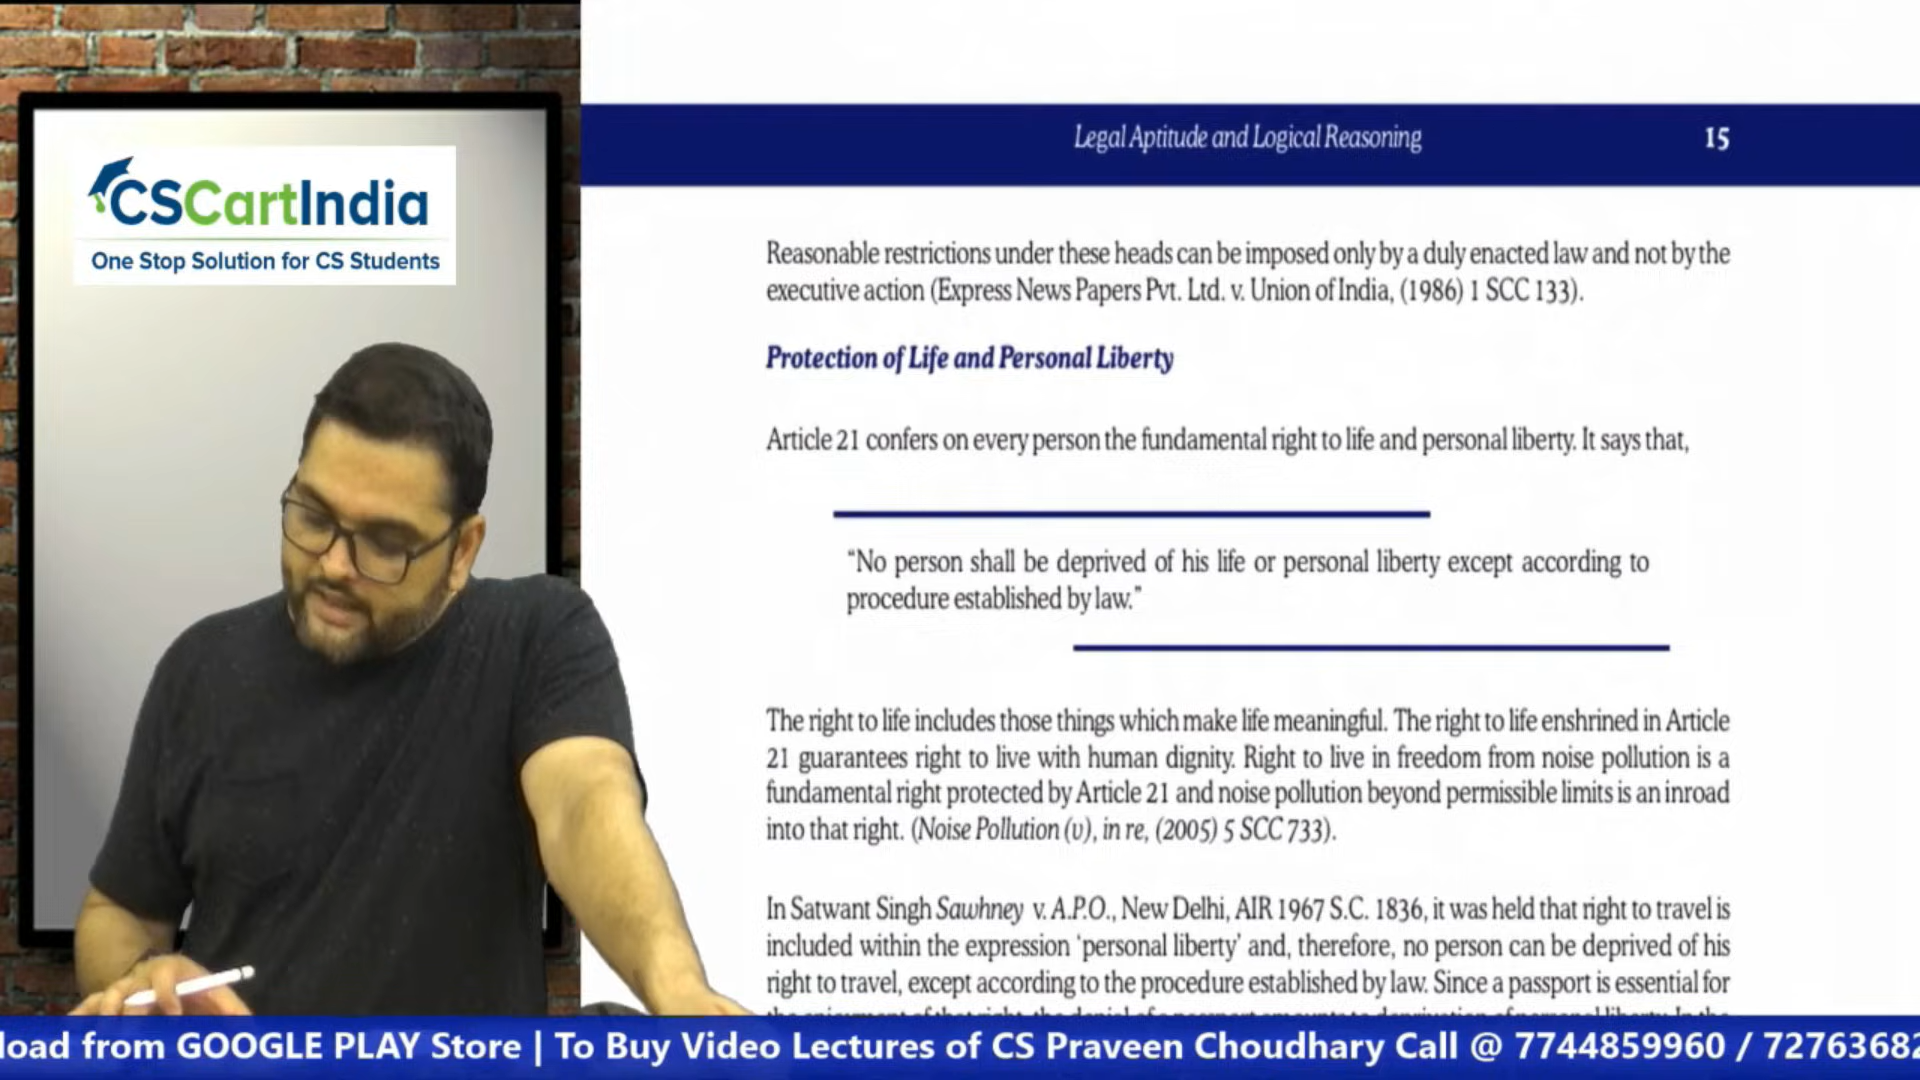 CSCartIndia
One Stop Solution for CS Students
Legal Aptitude and Logical Reasoning 15
Reasonable restrictions under these heads can be imposed only by a duly enacted law and not by the
executive action (Express News Papers Pvt. Ltd. v. Union of India, (1986) 1 SCC 133).
Protection of Life and Personal Liberty
Article 21 confers on every person the fundamental right to life and personal liberty. It says that,
“No person shall be deprived of his life or personal liberty except according to
procedure established by law.”
The right to life includes those things which make life meaningful. The right to life enshrined in Article
21 guarantees right to live with human dignity. Right to live in freedom from noise pollution is a
fundamental right protected by Article 21 and noise pollution beyond permissible limits is an inroad
into that right. (Noise Pollution (v), in re, (2005) 5 SCC 733).
In Satwant Singh Sawhney v. A.P.O., New Delhi, AIR 1967 S.C. 1836, it was held that right to travel is
included within the expression ‘personal liberty’ and, therefore, no person can be deprived of his
right to travel, except according to the procedure established by law. Since a passport is essential for
load from GOOGLE PLAY Store | To Buy Video Lectures of CS Praveen Choudhary Call @ 7744859960 / 7276368